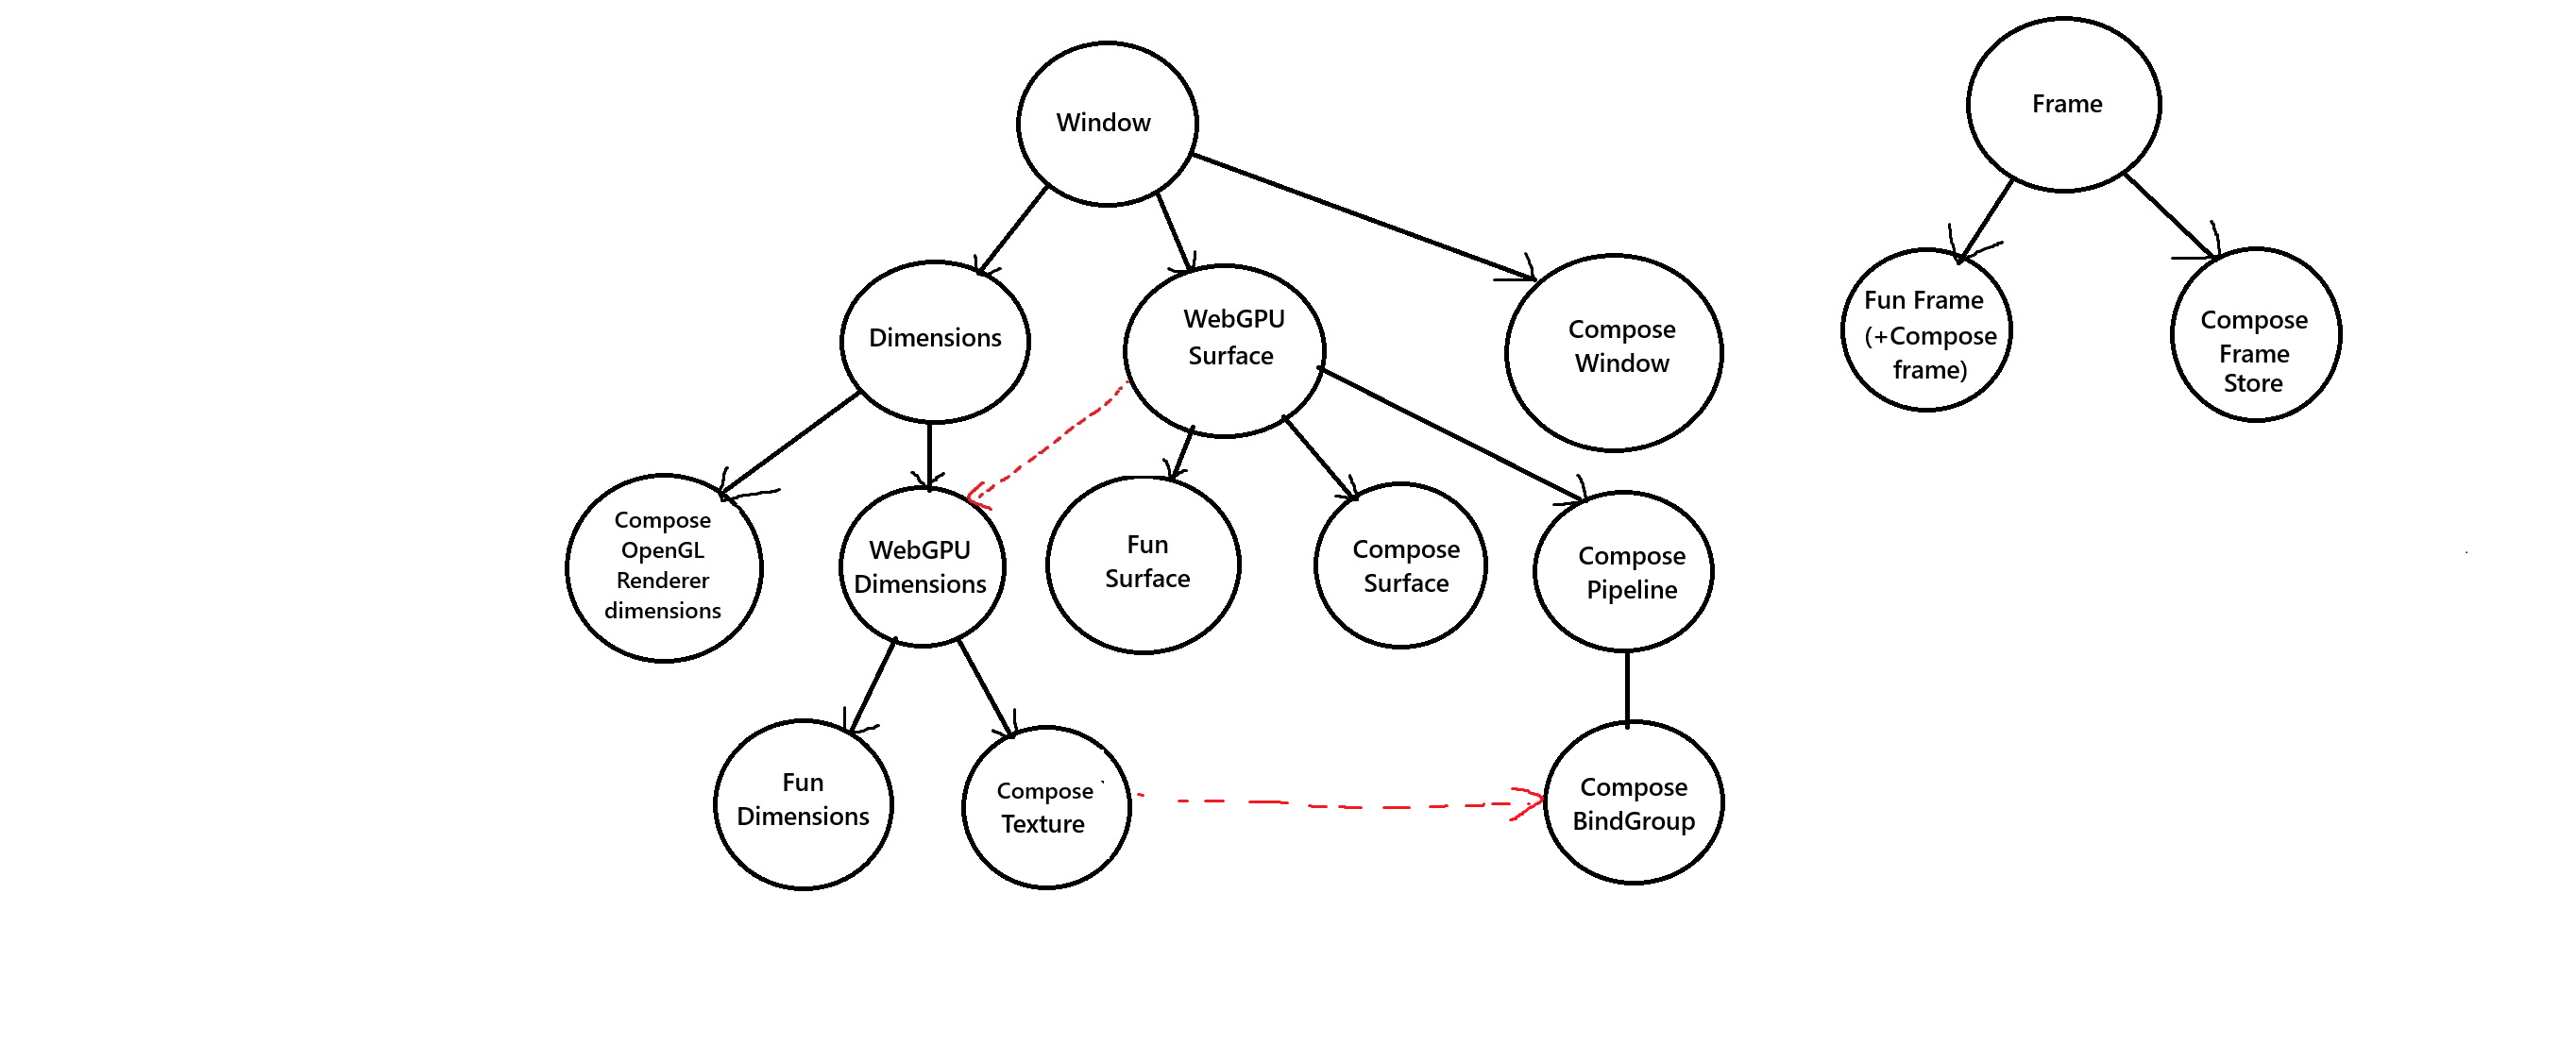 Window
Frame
Dimensions
WebGPU
Surface
Compose
Window
Fun Frame
(+Compose
frame)
Compose
Frame
Store
Compose
OpenGL
Renderer
dimensions
WebGPU
Dimensions
Fun
Surface
Compose
Surface
Compose
Pipeline
Fun
Dimensions
Compose
Texture
Compose
BindGroup